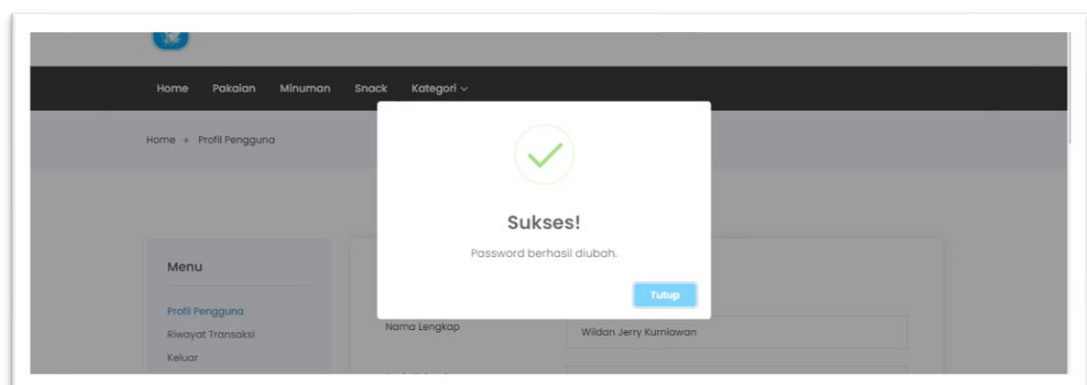 Home Pakaian Minuman Snack Kategori
Home → Profil Pengguna
Sukses!
Password berhasil diubah.
Tutup
Menu
Profil Pengguna
Riwayat Transaksi
Keluar
Nama Lengkap Wildan Jerry Kurniawan